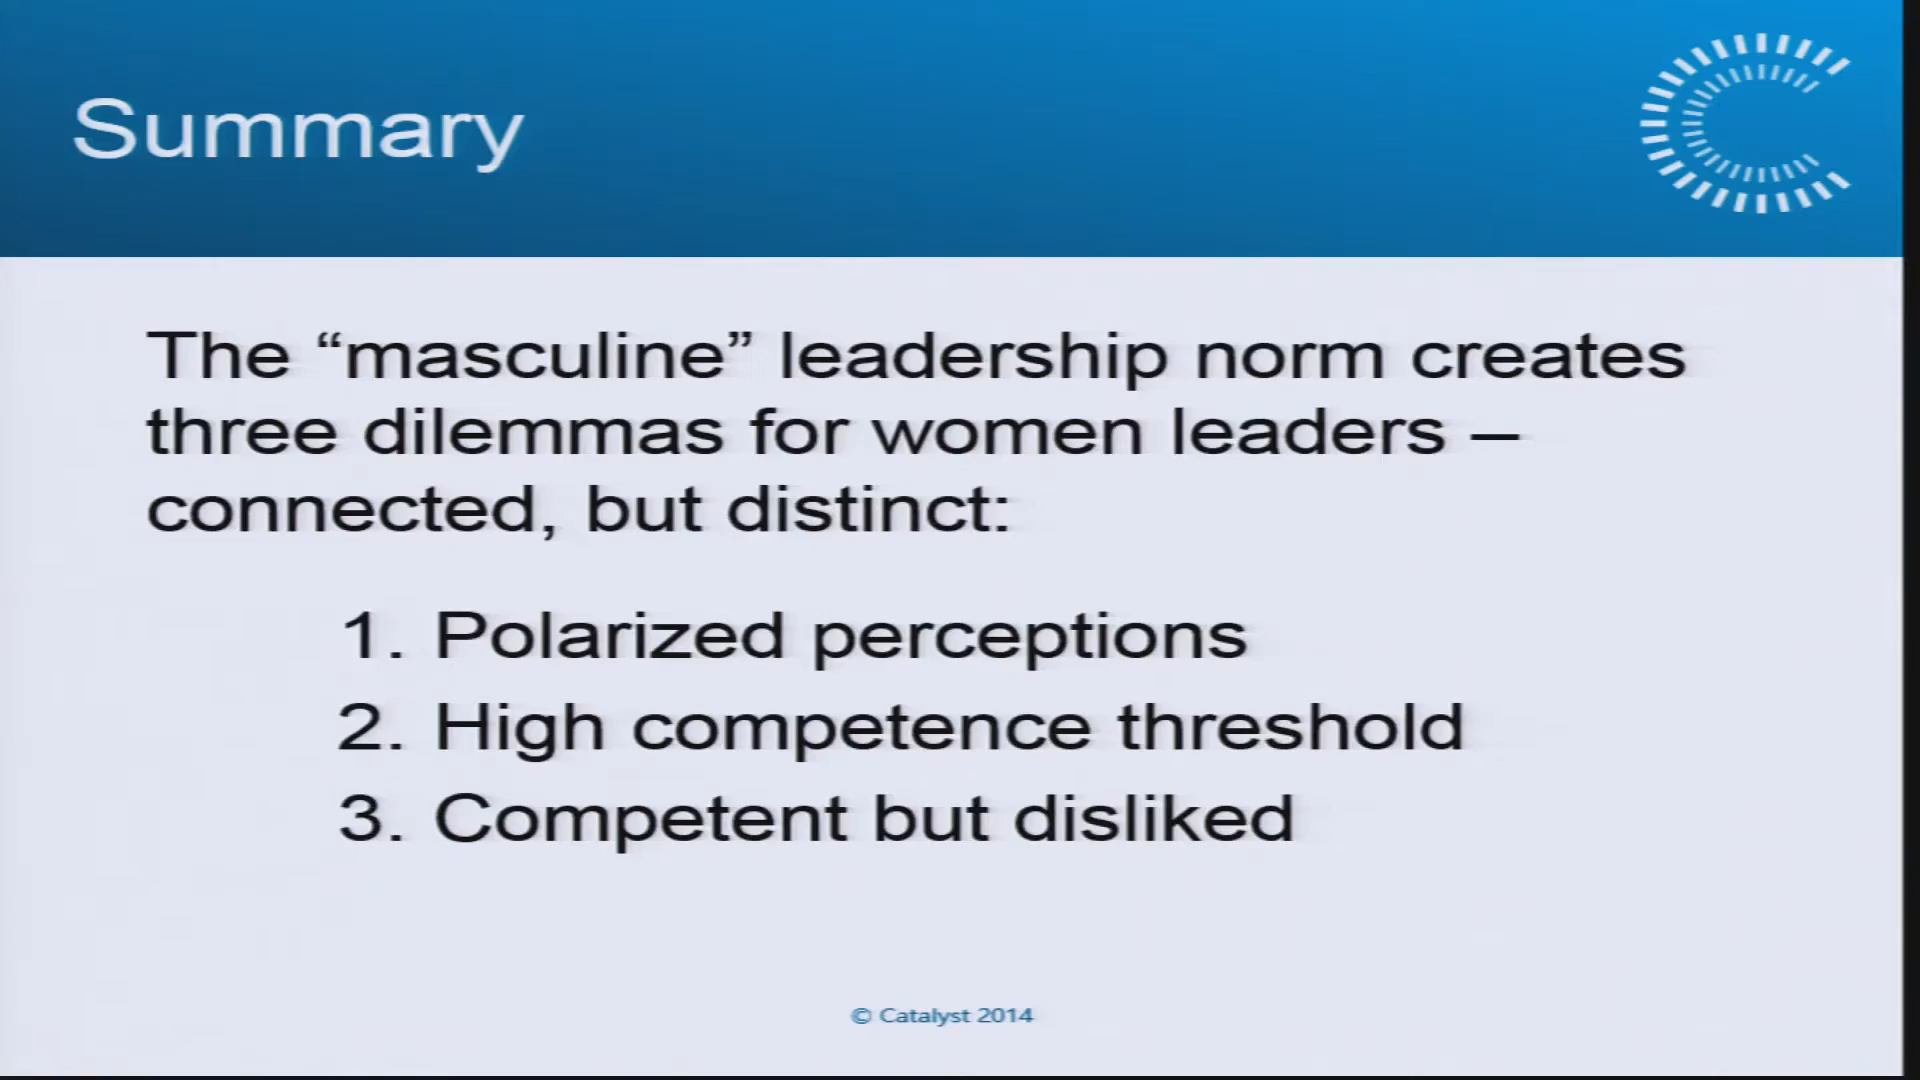 Summary
The “masculine” leadership norm creates
three dilemmas for women leaders –
connected, but distinct:
1. Polarized perceptions
2. High competence threshold
3. Competent but disliked
© Catalyst 2014